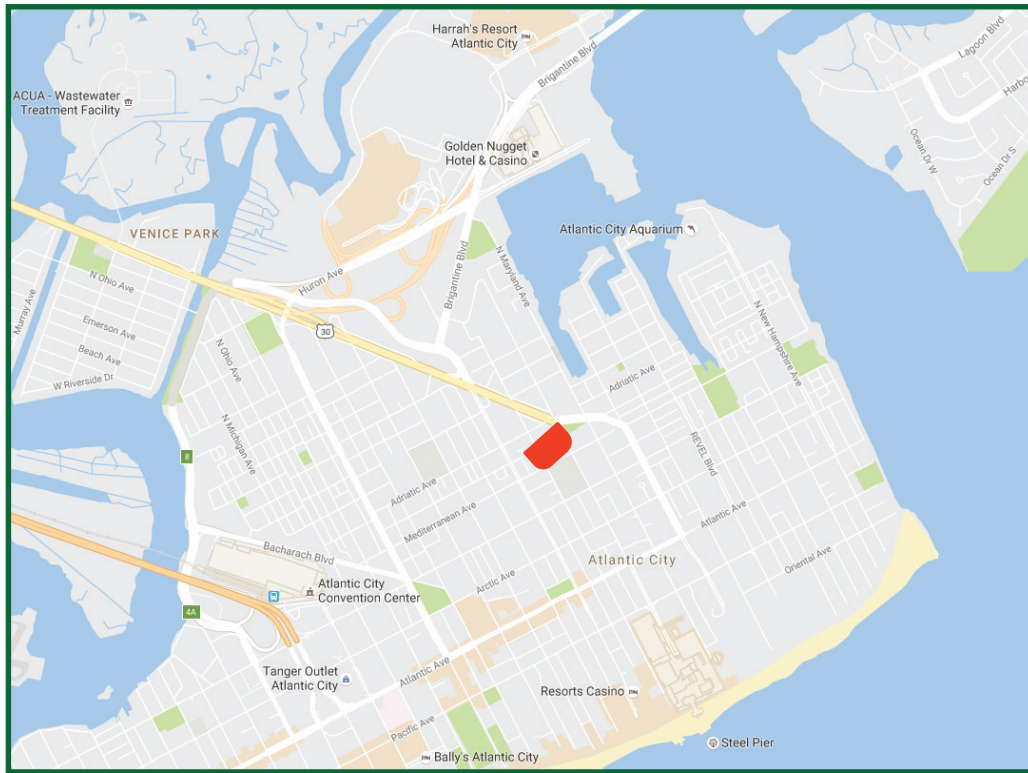 Harrah's Resort
Atlantic City
Brigantine Blvd
Lagoon Blvd
Harbo
ACUA - Wastewater
Treatment Facility
Golden Nugget
Hotel & Casino
Ocean Dr W
Ocean Dr S
VENICE PARK
Atlantic City Aquarium
N Ohio Ave
Huron Ave
Brigantine Blvd
N Maryland Ave
Murray Ave
Emerson Ave
Beach Ave
W Riverside Dr
30
N New Hampshire Ave
N Ohio Ave
Adriatic Ave
N Michigan Ave
REVEL Blvd
8
Adriatic Ave
Mediterranean Ave
Atlantic Ave
Bacharach Blvd
Atlantic City
Oriental Ave
Arctic Ave
Atlantic City
Convention Center
4A
Tanger Outlet
Atlantic City
Atlantic Ave
Resorts Casino
Pacific Ave
Steel Pier
Bally's Atlantic City